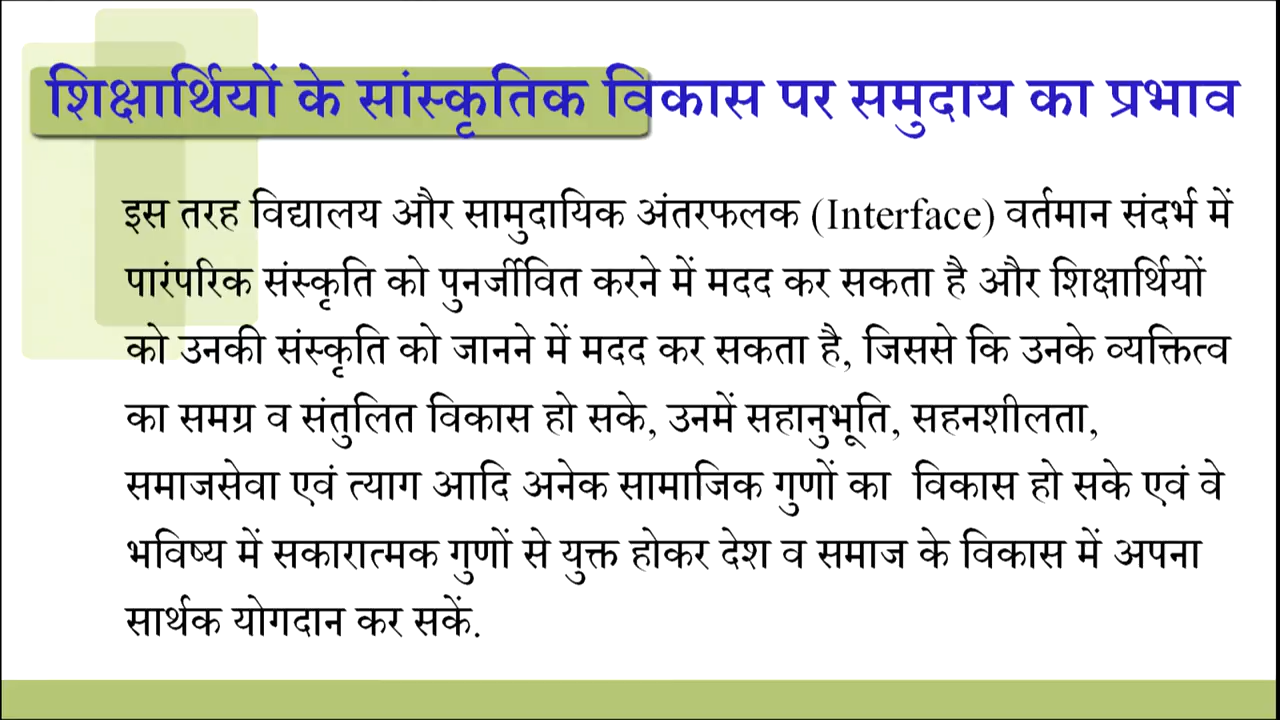 शिक्षार्थियों के सांस्कृतिक विकास पर समुदाय का प्रभाव
इस तरह विद्यालय और सामुदायिक अंतरफलक (Interface) वर्तमान संदर्भ में
पारंपरिक संस्कृति को पुनर्जीवित करने में मदद कर सकता है और शिक्षार्थियों
को उनकी संस्कृति को जानने में मदद कर सकता है, जिससे कि उनके व्यक्तित्व
का समग्र व संतुलित विकास हो सके, उनमें सहानुभूति, सहनशीलता,
समाजसेवा एवं त्याग आदि अनेक सामाजिक गुणों का विकास हो सके एवं वे
भविष्य में सकारात्मक गुणों से युक्त होकर देश व समाज के विकास में अपना
सार्थक योगदान कर सकें.